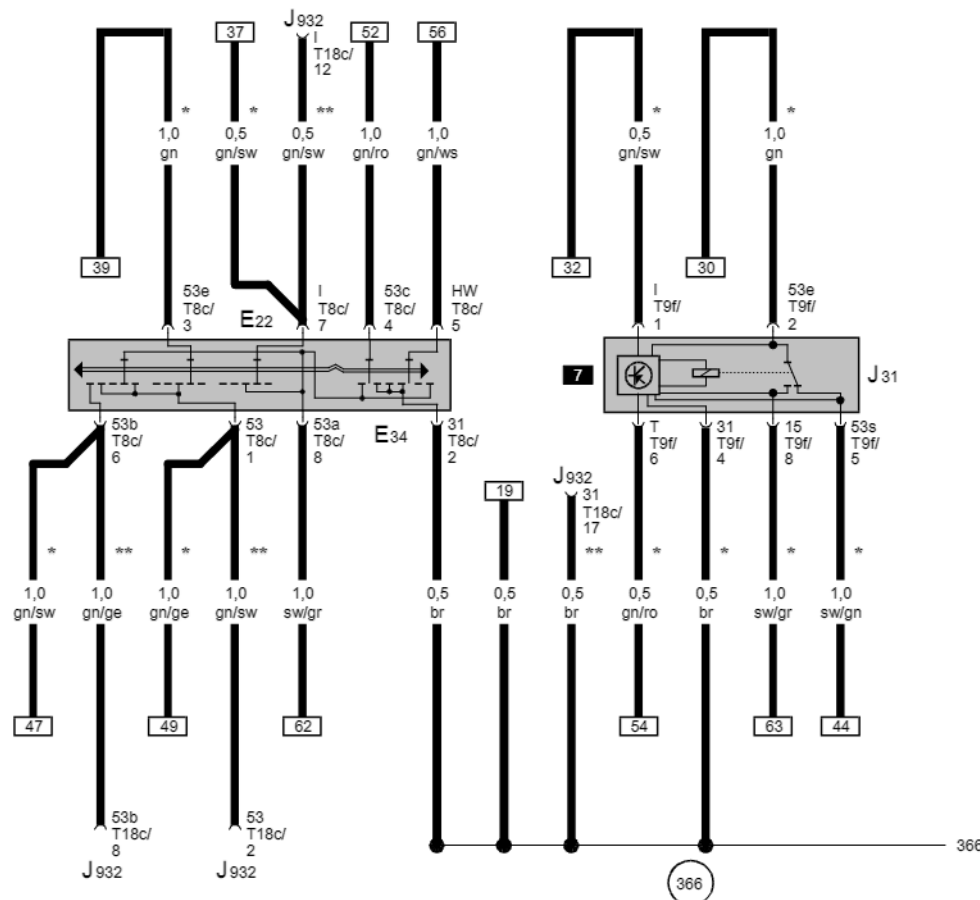 J932
I
T18c/
12
37
52
56
*
*
**
*
*
1,0
gn
0,5
gn/sw
0,5
gn/sw
1,0
gn/ro
1,0
gn/ws
0,5
gn/sw
1,0
gn
39
32
30
53e
T8c/
3
E22
I
T8c/
7
53c
T8c/
4
HW
T8c/
5
I
T9f/
1
53e
T9f/
2
7
J31
53b
T8c/
6
53
T8c/
1
53a
T8c/
8
E34
31
T8c/
2
T
T9f/
6
31
T9f/
4
15
T9f/
8
53s
T9f/
5
19
J932
31
T18c/
17
*
**
*
**
**
*
*
*
*
1,0
gn/sw
1,0
gn/ge
1,0
gn/ge
1,0
gn/sw
1,0
sw/gr
0,5
br
0,5
br
0,5
br
0,5
gn/ro
0,5
br
1,0
sw/gr
1,0
sw/gn
47
49
62
54
63
44
53b
T18c/
8
J932
53
T18c/
2
J932
366
366